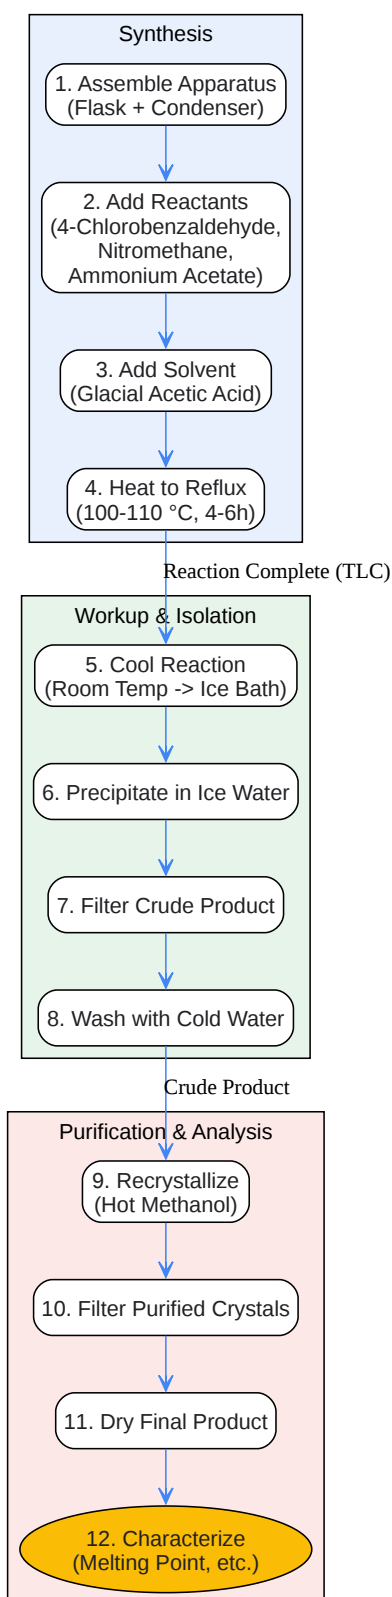 Synthesis
1. Assemble Apparatus
(Flask + Condenser)
2. Add Reactants
(4-Chlorobenzaldehyde,
Nitromethane,
Ammonium Acetate)
3. Add Solvent
(Glacial Acetic Acid)
4. Heat to Reflux
(100-110 °C, 4-6h)
Reaction Complete (TLC)
Workup & Isolation
5. Cool Reaction
(Room Temp -> Ice Bath)
6. Precipitate in Ice Water
7. Filter Crude Product
8. Wash with Cold Water
Crude Product
Purification & Analysis
9. Recrystallize
(Hot Methanol)
10. Filter Purified Crystals
11. Dry Final Product
12. Characterize
(Melting Point, etc.)